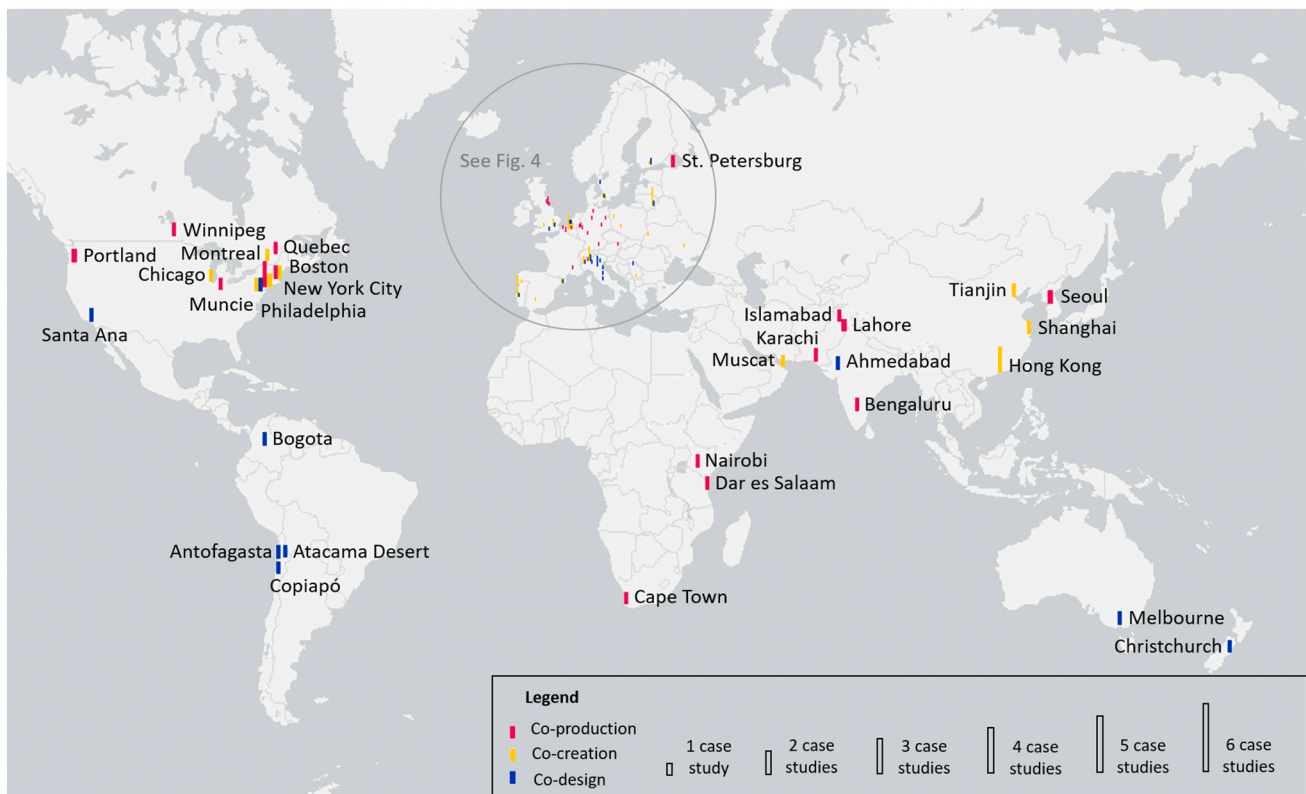 See Fig. 4
St. Petersburg
Winnipeg
Portland
Montreal
Quebec
Chicago
Boston
New York City
Muncie
Philadelphia
Santa Ana
Tianjin
Seoul
Islamabad
Lahore
Shanghai
Karachi
Muscat
Ahmedabad
Hong Kong
Bengaluru
Bogota
Nairobi
Dar es Salaam
Antofagasta
Atacama Desert
Copiapó
Cape Town
Melbourne
Christchurch
Legend
Co-production
Co-creation
Co-design
1 case
study
2 case
studies
3 case
studies
4 case
studies
5 case
studies
6 case
studies